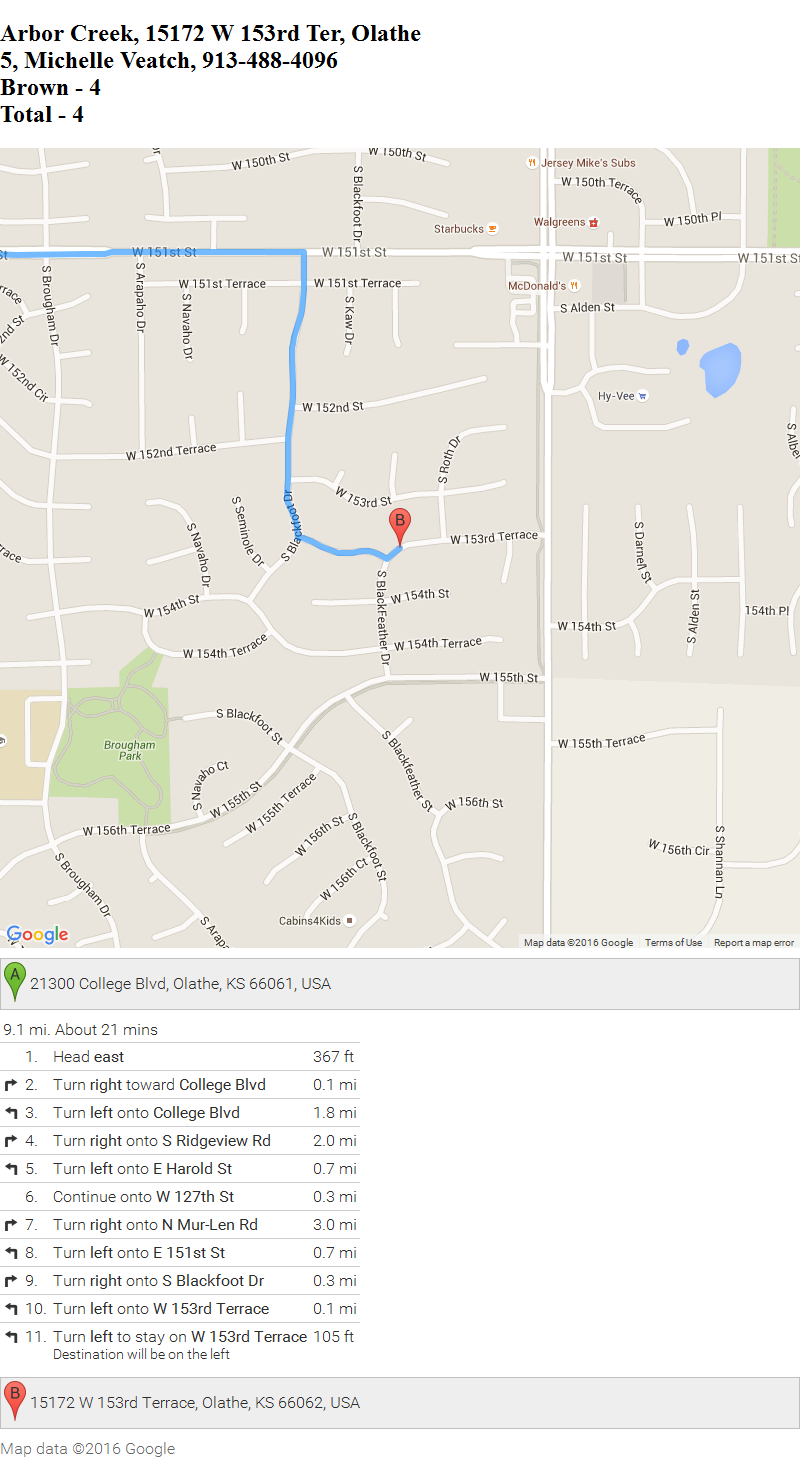 Arbor Creek, 15172 W 153rd Ter, Olathe
5, Michelle Veatch, 913-488-4096
Brown - 4
Total - 4
W 150th St
W 150th St
Jersey Mike's Subs
S Blackfoot Dr
W 150th Terrace
Starbucks
Walgreens
W 150th Pl
St
W 151st St
W 151st St
W 151st St
W 151st St
S Brougham Dr
S Arapaho Dr
W 151st Terrace
S Navaho Dr
W 151st Terrace
S Kaw Dr
McDonald's
S Alden St
race
2nd St
W 152nd Cir
Hy-Vee
W 152nd St
W 152nd Terrace
S Roth Dr
S Albe
W 153rd St
S Blackfoot Dr
S Seminole Dr
S Navaho Dr
B
W 153rd Terrace
S Darnell St
race
S BlackFeather Dr
W 154th St
W 154th St
S Alden St
154th Pl
W 154th St
W 154th Terrace
W 154th Terrace
W 155th St
S Blackfoot St
Brougham
Park
S Blackfeather St
W 155th Terrace
S Navaho Ct
W 155th St
W 155th Terrace
W 156th St
W 156th Terrace
W 156th St
S Blackfoot St
W 156th Cir
S Shannan Ln
S Brougham Dr
W 156th Ct
S Arapa
Cabins4Kids
Google
Map data ©2016 Google
Terms of Use
Report a map error
A 21300 College Blvd, Olathe, KS 66061, USA
9.1 mi. About 21 mins
1. Head east 367 ft
2. Turn right toward College Blvd 0.1 mi
3. Turn left onto College Blvd 1.8 mi
4. Turn right onto S Ridgeview Rd 2.0 mi
5. Turn left onto E Harold St 0.7 mi
6. Continue onto W 127th St 0.3 mi
7. Turn right onto N Mur-Len Rd 3.0 mi
8. Turn left onto E 151st St 0.7 mi
9. Turn right onto S Blackfoot Dr 0.3 mi
10. Turn left onto W 153rd Terrace 0.1 mi
11. Turn left to stay on W 153rd Terrace 105 ft
Destination will be on the left
B 15172 W 153rd Terrace, Olathe, KS 66062, USA
Map data ©2016 Google